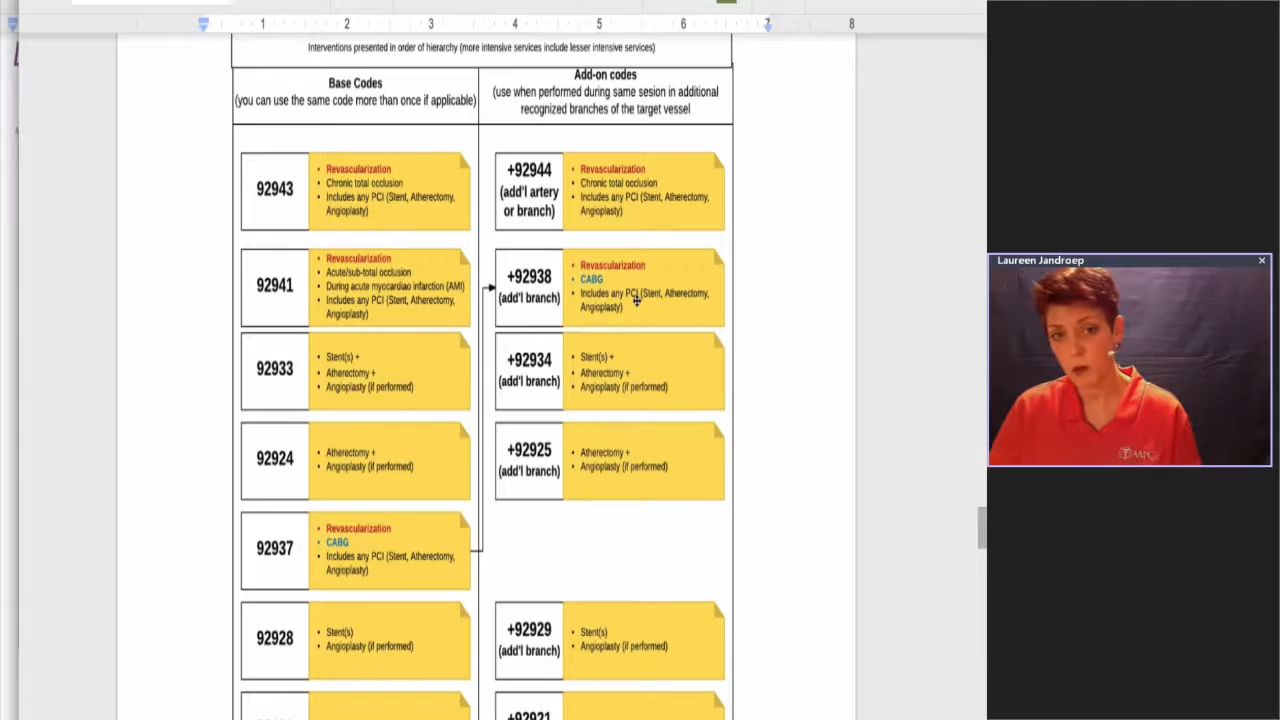 1 2 3 4 5 6 7 8
Interventions presented in order of hierarchy (more intensive services include lesser intensive services)
Base Codes
(you can use the same code more than once if applicable)
Add-on codes
(use when performed during same sesion in additional
recognized branches of the target vessel
92943
• Revascularization
• Chronic total occlusion
• Includes any PCI (Stent, Atherectomy,
Angioplasty)
+92944
(add'l artery
or branch)
• Revascularization
• Chronic total occlusion
• Includes any PCI (Stent, Atherectomy,
Angioplasty)
92941
• Revascularization
• Acute/sub-total occlusion
• During acute myocardiao infarction (AMI)
• Includes any PCI (Stent, Atherectomy,
Angioplasty)
+92938
(add'l branch)
• Revascularization
• CABG
• Includes any PCI (Stent, Atherectomy,
Angioplasty)
92933
• Stent(s) +
• Atherectomy +
• Angioplasty (if performed)
+92934
(add'l branch)
• Stent(s) +
• Atherectomy +
• Angioplasty (if performed)
92924
• Atherectomy +
• Angioplasty (if performed)
+92925
(add'l branch)
• Atherectomy +
• Angioplasty (if performed)
92937
• Revascularization
• CABG
• Includes any PCI (Stent, Atherectomy,
Angioplasty)
92928
• Stent(s)
• Angioplasty (if performed)
+92929
(add'l branch)
• Stent(s)
• Angioplasty (if performed)
+92921
Laureen Jandroep
AAPC